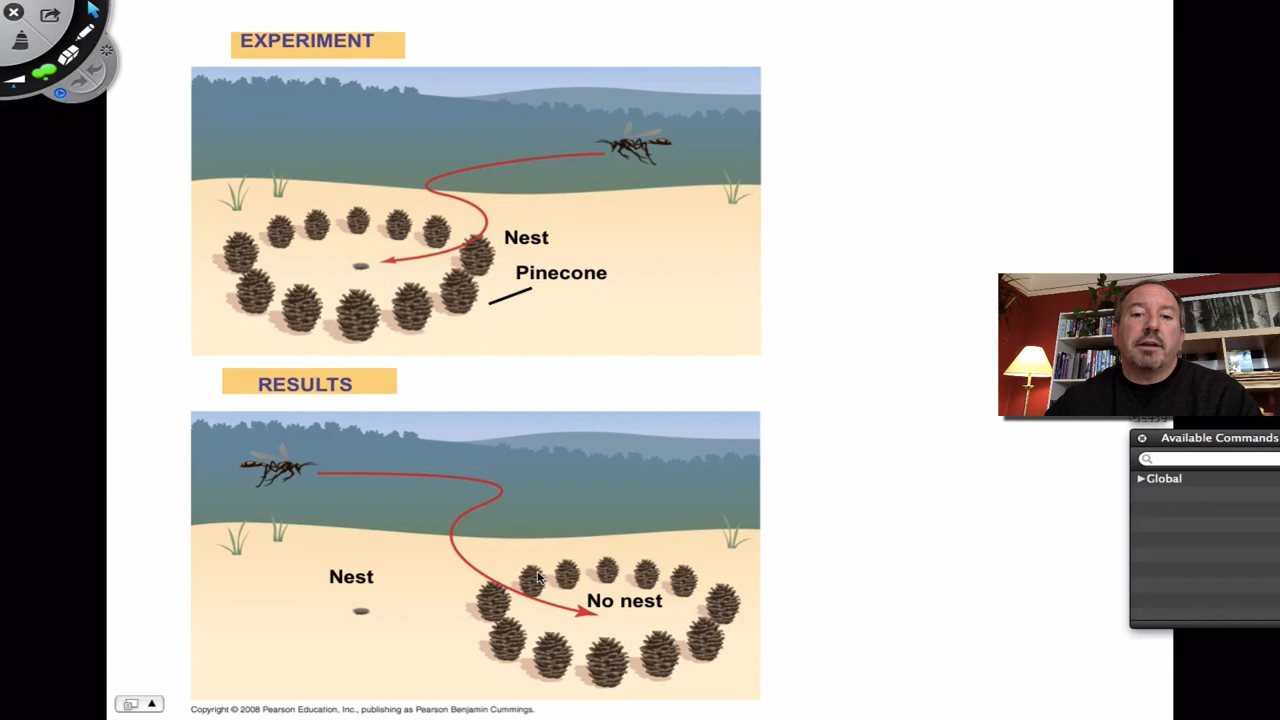 EXPERIMENT
Nest
Pinecone
RESULTS
Nest
No nest
Available Commands
Global
Copyright © 2008 Pearson Education, Inc., publishing as Pearson Benjamin Cummings.